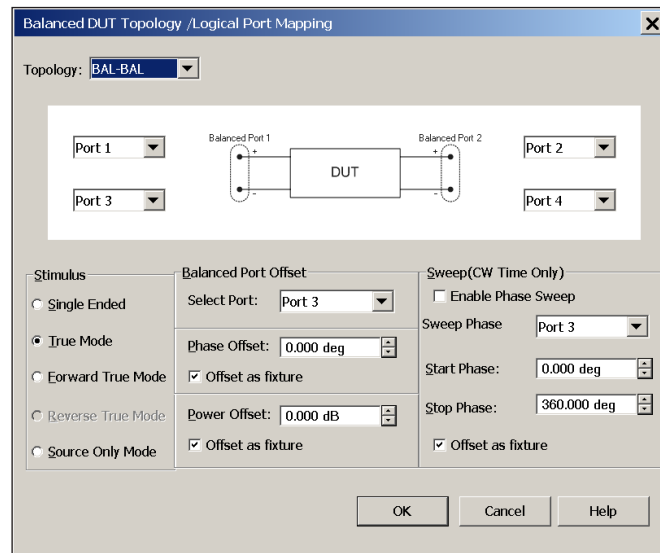 Balanced DUT Topology /Logical Port Mapping
Topology: BAL-BAL
Port 1
Port 3
Balanced Port 1
+
-
DUT
Balanced Port 2
+
-
Port 2
Port 4
Stimulus
Single Ended
True Mode
Forward True Mode
Reverse True Mode
Source Only Mode
Balanced Port Offset
Select Port: Port 3
Phase Offset: 0.000 deg
Offset as fixture
Power Offset: 0.000 dB
Offset as fixture
Sweep(CW Time Only)
Enable Phase Sweep
Sweep Phase Port 3
Start Phase: 0.000 deg
Stop Phase: 360.000 deg
Offset as fixture
OK Cancel Help